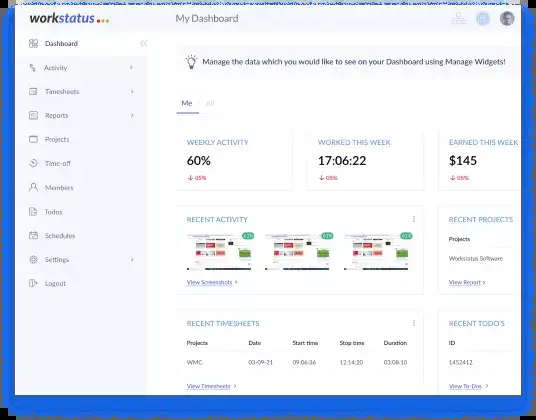 workstatus
My Dashboard
Dashboard
Activity
Timesheets
Reports
Projects
Time-off
Members
Todos
Schedules
Settings
Logout
Manage the data which you would like to see on your Dashboard using Manage Widgets!
Me All
WEEKLY ACTIVITY
60%
↓ 05%
WORKED THIS WEEK
17:06:22
↓ 05%
EARNED THIS WEEK
$145
↓ 05%
RECENT ACTIVITY
61% 61% 61%
View Screenshots >
RECENT PROJECTS
Projects
Workstatus Software
View Report >
RECENT TIMESHEETS
Projects Date Start time Stop time Duration
WMC 03-09-21 09:06:36 12:14:20 03:08:10
View Timesheets >
RECENT TODO'S
ID
1452412
View To-Dos >